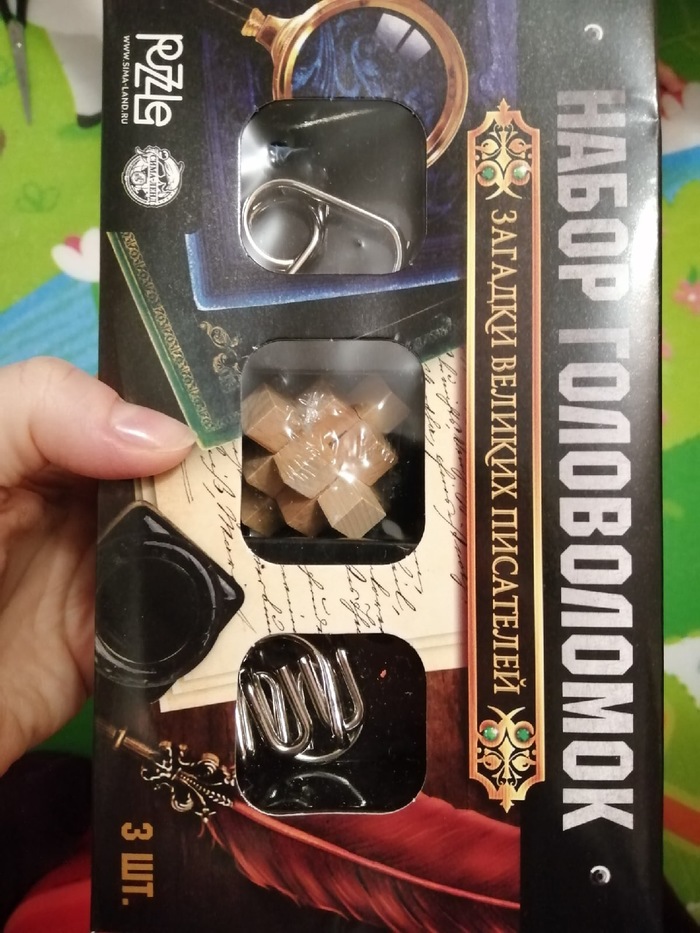 НАБОР ГОЛОВОЛОМОК
ЗАГАДКИ ВЕЛИКИХ ПИСАТЕЛЕЙ
puzzle
WWW.SIMA-LAND.RU
3 ШТ.